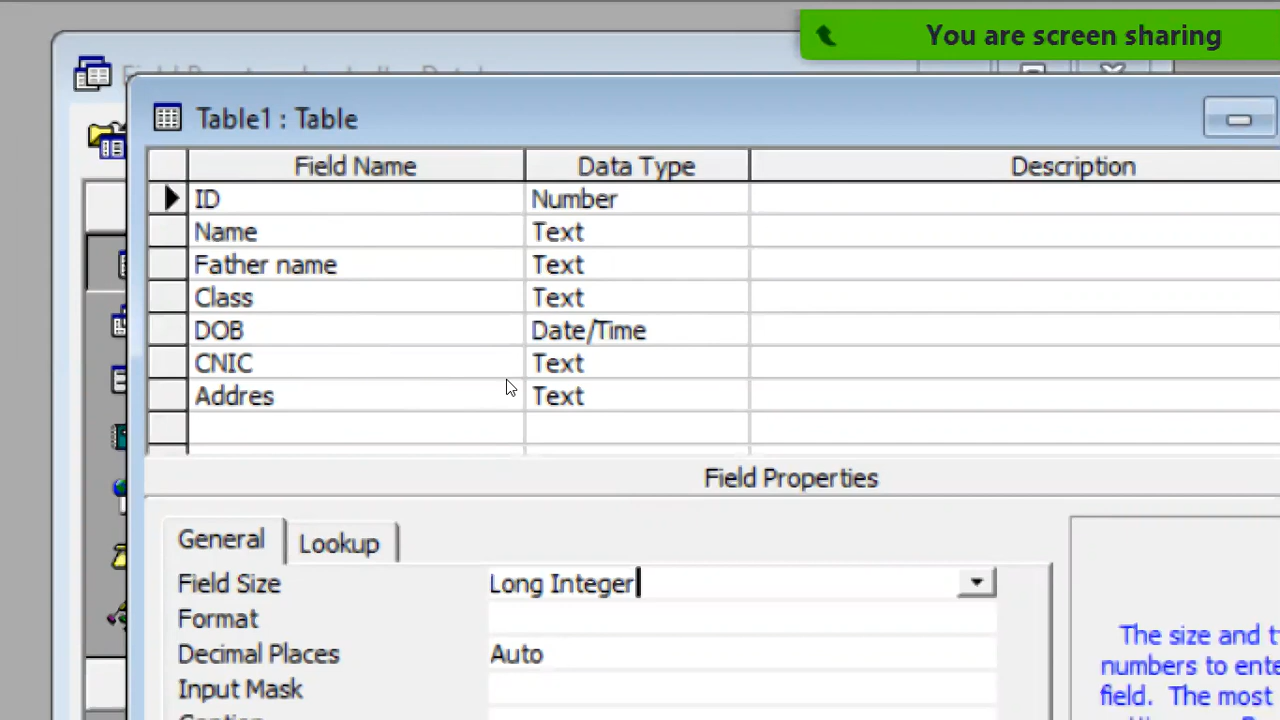 You are screen sharing
Table1 : Table
Field Name Data Type Description
ID Number
Name Text
Father name Text
Class Text
DOB Date/Time
CNIC Text
Addres Text
Field Properties
General Lookup
Field Size Long Integer
Format
Decimal Places Auto
Input Mask
The size and
numbers to
field. The most